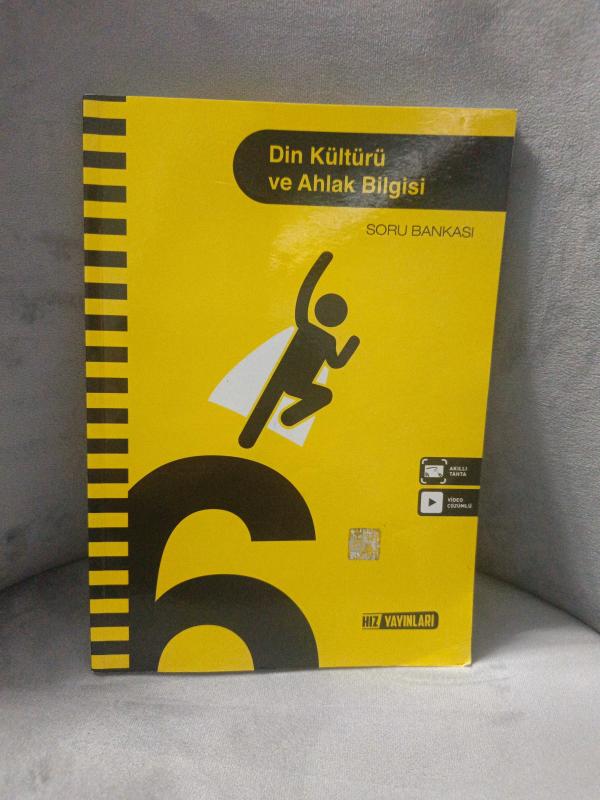 Din Kültürü
ve Ahlak Bilgisi
SORU BANKASI
AKILLI
TAHTA
VİDEO
ÇÖZÜMLÜ
6
HIZ YAYINLARI